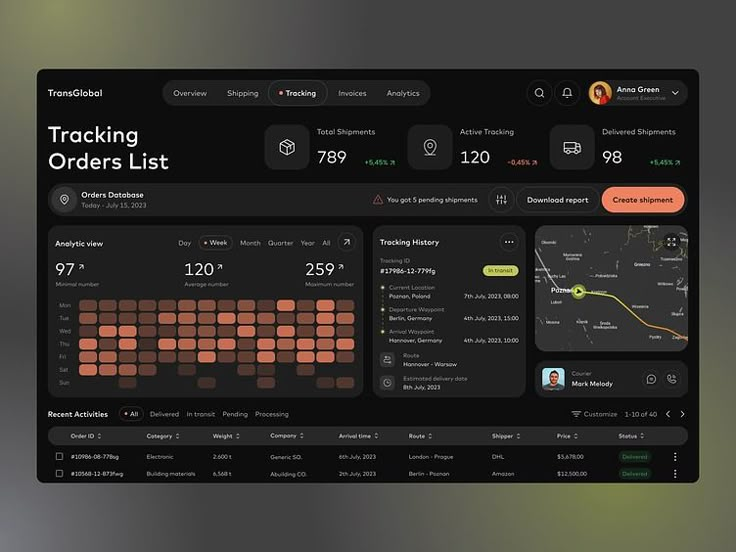 TransGlobal
Overview
Shipping
Tracking
Invoices
Analytics
Anna Green
Account Executive
Tracking
Orders List
Total Shipments
789
+5,45%
Active Tracking
120
-0,45%
Delivered Shipments
98
+5,45%
Orders Database
Today - July 15, 2023
You got 5 pending shipments
Download report
Create shipment
Analytic view
Day
Week
Month
Quarter
Year
All
97
Minimal number
120
Average number
259
Maximum number
Mon
Tue
Wed
Thu
Fri
Sat
Sun
Tracking History
Tracking ID
#17986-12-779fg
In transit
Current Location
Poznan, Poland
7th July, 2023, 08:00
Departure Waypoint
Berlin, Germany
4th July, 2023, 15:00
Arrival Waypoint
Hannover, Germany
4th July, 2023, 10:00
Route
Hannover - Warsaw
Estimated delivery date
8th July, 2023
Gniezno
Września
Środa
Wielkopolska
Luboń
Courier
Mark Melody
Recent Activities
All
Delivered
In transit
Pending
Processing
Customize
1-10 of 40
Order ID
Category
Weight
Company
Arrival time
Route
Shipper
Price
Status
#10986-08-778sg
Electronic
2,600 t
Generic SO.
6th July, 2023
London - Prague
DHL
$5,678,00
Delivered
#10568-12-873fwg
Building materials
6,568 t
Abuilding CO.
2th July, 2023
Berlin - Poznan
Amazon
$12,500,00
Delivered